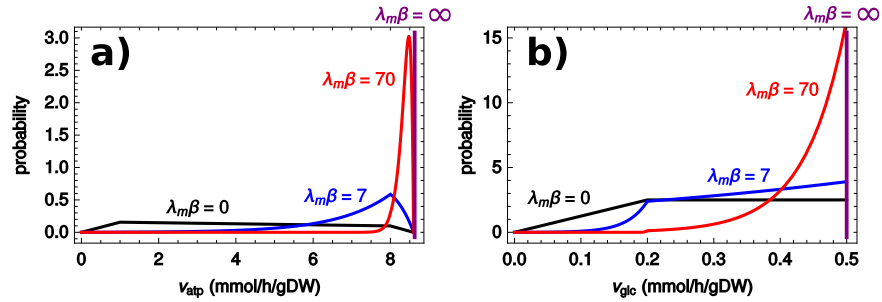 λₘβ = ∞
a)
λₘβ = 70
λₘβ = 7
λₘβ = 0
probability
3.0
2.5
2.0
1.5
1.0
0.5
0.0
0 2 4 6 8
v_atp (mmol/h/gDW)
λₘβ = ∞
b)
λₘβ = 70
λₘβ = 7
λₘβ = 0
probability
15
10
5
0
0.0 0.1 0.2 0.3 0.4 0.5
v_glc (mmol/h/gDW)